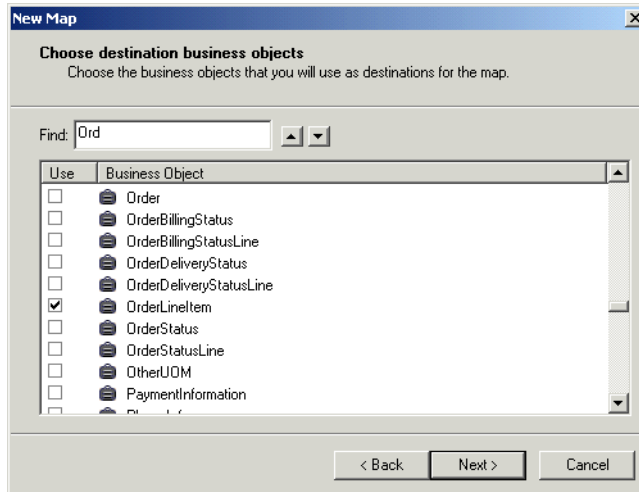 New Map
Choose destination business objects
Choose the business objects that you will use as destinations for the map.
Find: Ord
Use Business Object
Order
OrderBillingStatus
OrderBillingStatusLine
OrderDeliveryStatus
OrderDeliveryStatusLine
OrderLineItem
OrderStatus
OrderStatusLine
OtherUOM
PaymentInformation
< Back Next > Cancel